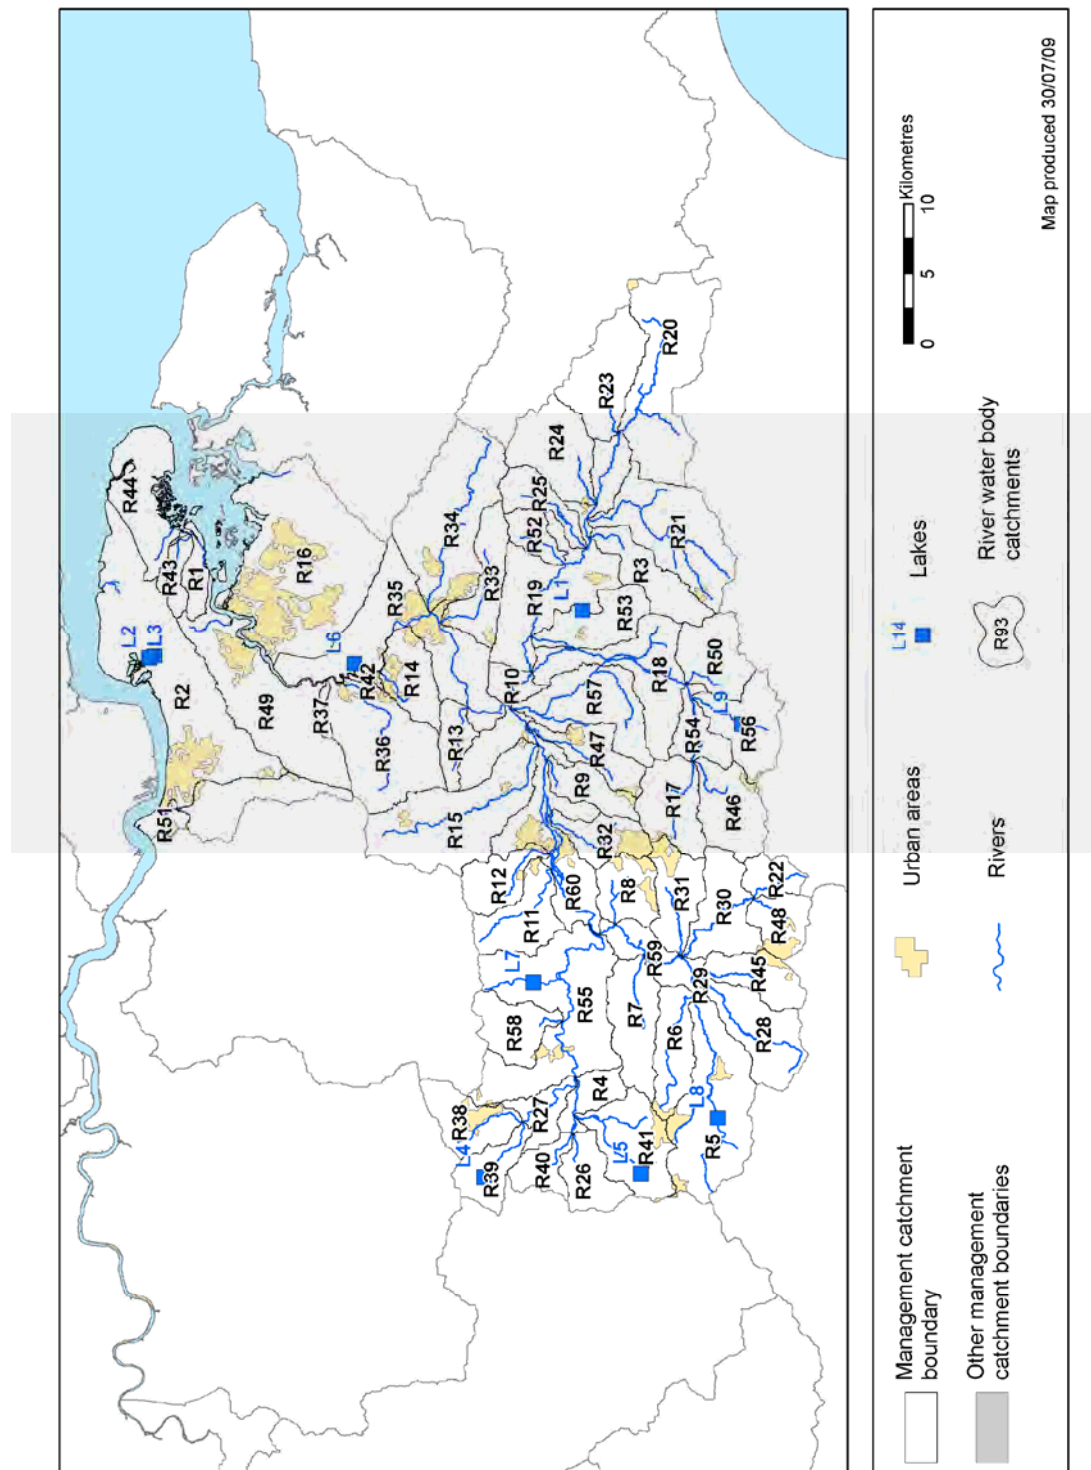 L2
R44
L3
R51
R43
R2
R1
R49
R16
R37
L6
R42
R36
R35
R14
R34
R15
R13
R38
L4
R33
R39
R12
L7
R10
R58
R11
R52
R19
R25
R27
R40
R24
L1
R60
R9
R26
R55
R57
R47
R4
R32
R23
L5
R53
R8
R7
R3
R41
R59
R18
R20
R17
R6
R21
R31
R54
L8
R29
R5
R50
L9
R30
R46
R56
R45
R28
R22
R48
Management catchment
boundary
Other management
catchment boundaries
Urban areas
Rivers
L14
Lakes
R93
River water body
catchments
Kilometres
0 5 10
Map produced 30/07/09